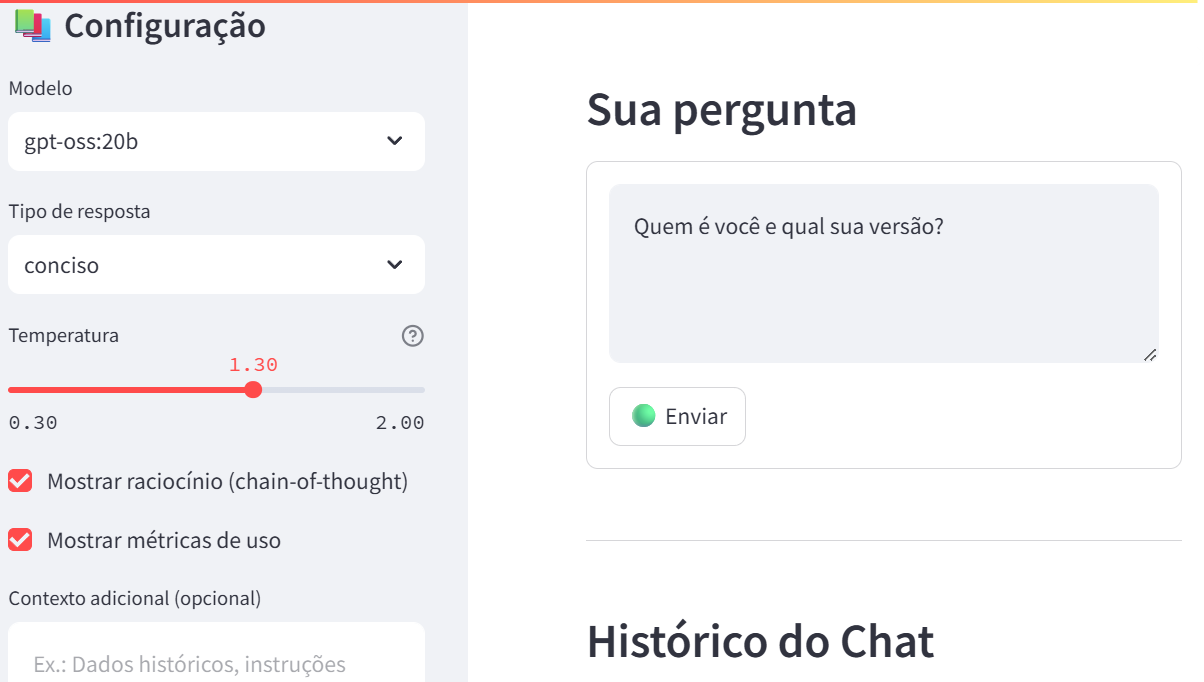 Configuração
Modelo
gpt-oss:20b
Tipo de resposta
conciso
Temperatura
1.30
0.30 2.00
Mostrar raciocínio (chain-of-thought)
Mostrar métricas de uso
Contexto adicional (opcional)
Ex.: Dados históricos, instruções
Sua pergunta
Quem é você e qual sua versão?
Enviar
Histórico do Chat